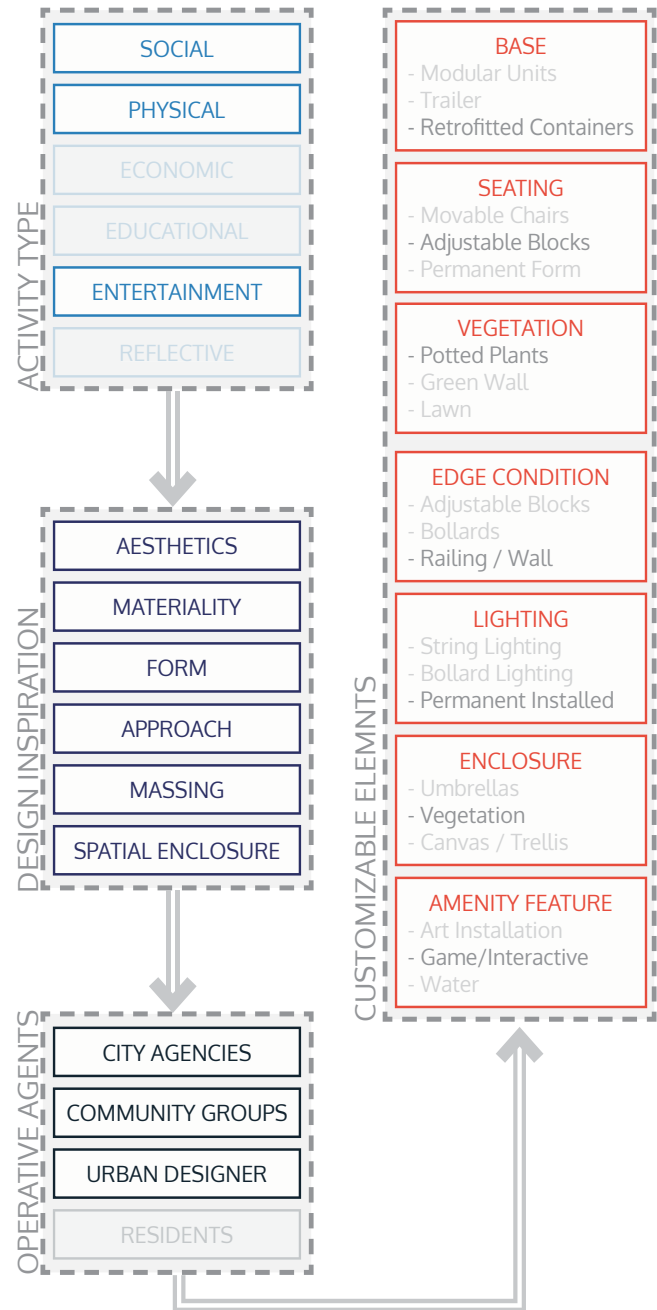 ACTIVITY TYPE
SOCIAL
PHYSICAL
ECONOMIC
EDUCATIONAL
ENTERTAINMENT
REFLECTIVE
DESIGN INSPIRATION
AESTHETICS
MATERIALITY
FORM
APPROACH
MASSING
SPATIAL ENCLOSURE
OPERATIVE AGENTS
CITY AGENCIES
COMMUNITY GROUPS
URBAN DESIGNER
RESIDENTS
CUSTOMIZABLE ELEMNTS
BASE
- Modular Units
- Trailer
- Retrofitted Containers
SEATING
- Movable Chairs
- Adjustable Blocks
- Permanent Form
VEGETATION
- Potted Plants
- Green Wall
- Lawn
EDGE CONDITION
- Adjustable Blocks
- Bollards
- Railing / Wall
LIGHTING
- String Lighting
- Bollard Lighting
- Permanent Installed
ENCLOSURE
- Umbrellas
- Vegetation
- Canvas / Trellis
AMENITY FEATURE
- Art Installation
- Game/Interactive
- Water